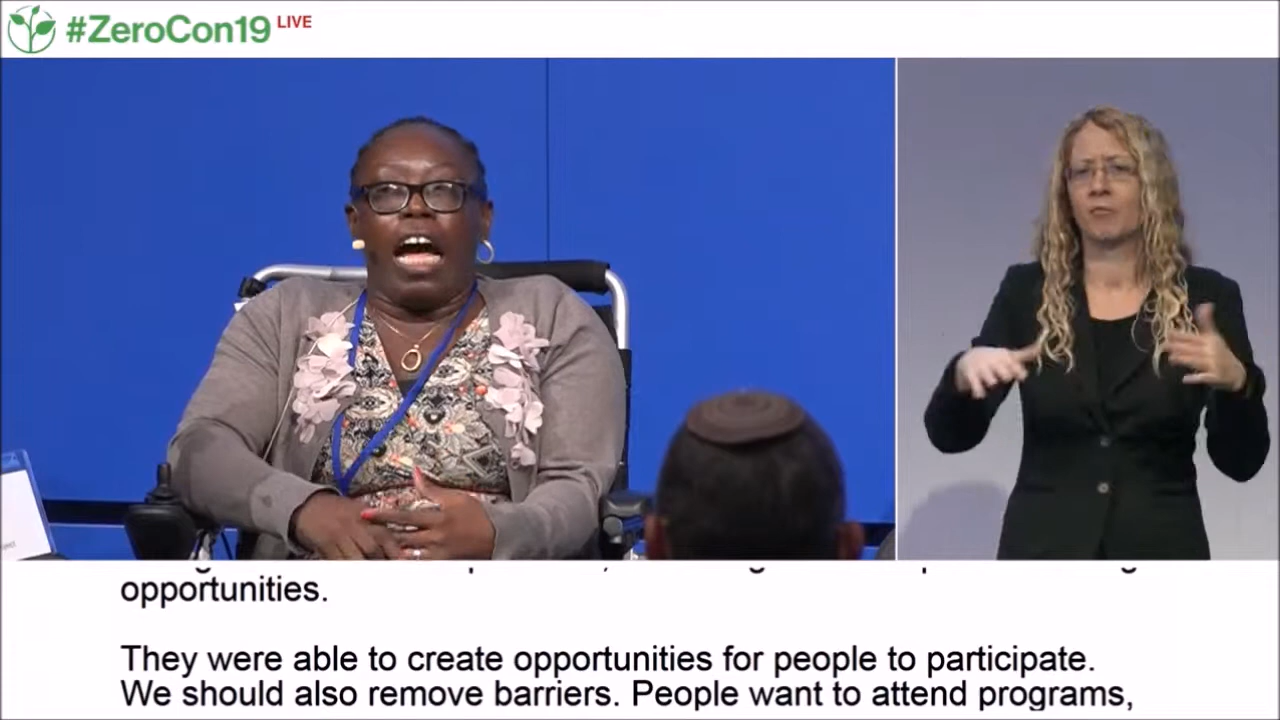 #ZeroCon19 LIVE
opportunities.
They were able to create opportunities for people to participate.
We should also remove barriers. People want to attend programs,